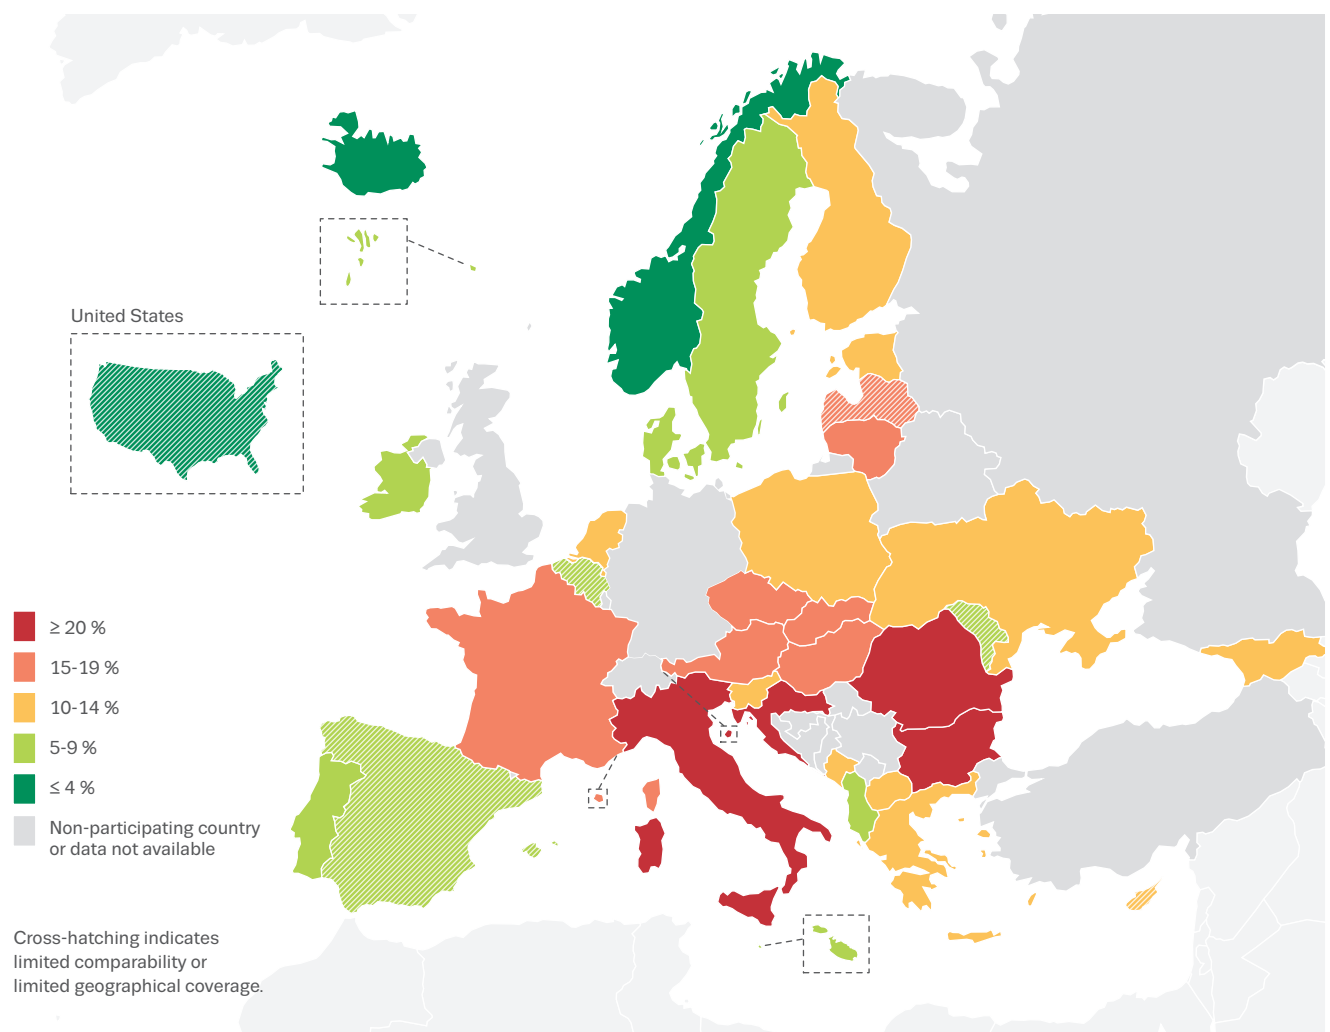 United States
≥ 20 %
15-19 %
10-14 %
5-9 %
≤ 4 %
Non-participating country
or data not available
Cross-hatching indicates
limited comparability or
limited geographical coverage.